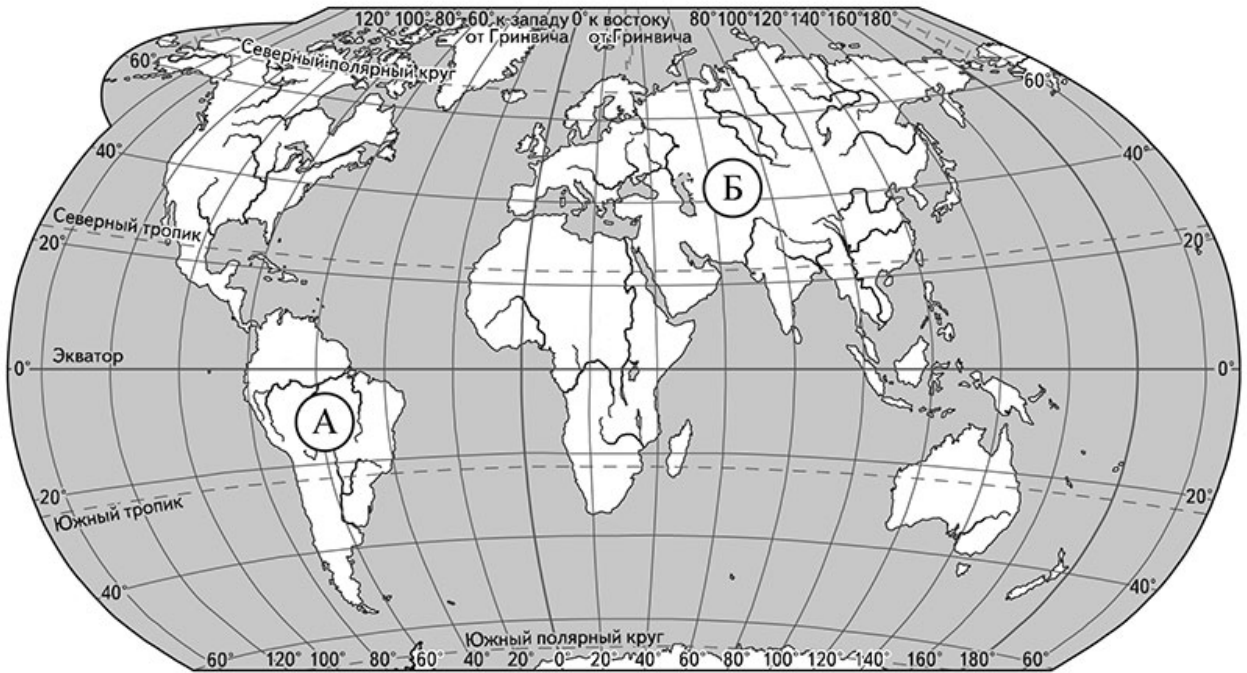 120° 100° 80° 60° к западу 0° к востоку 80° 100° 120° 140° 160° 180°
от Гринвича от Гринвича
60°
Северный полярный круг
60°
40°
40°
Б
Северный тропик
20°
20°
Экватор
0°
0°
А
20°
20°
Южный тропик
40°
40°
Южный полярный круг
60° 120° 100° 80° 60° 40° 20° 0° 20° 40° 60° 80° 100° 120° 140° 180° 60°